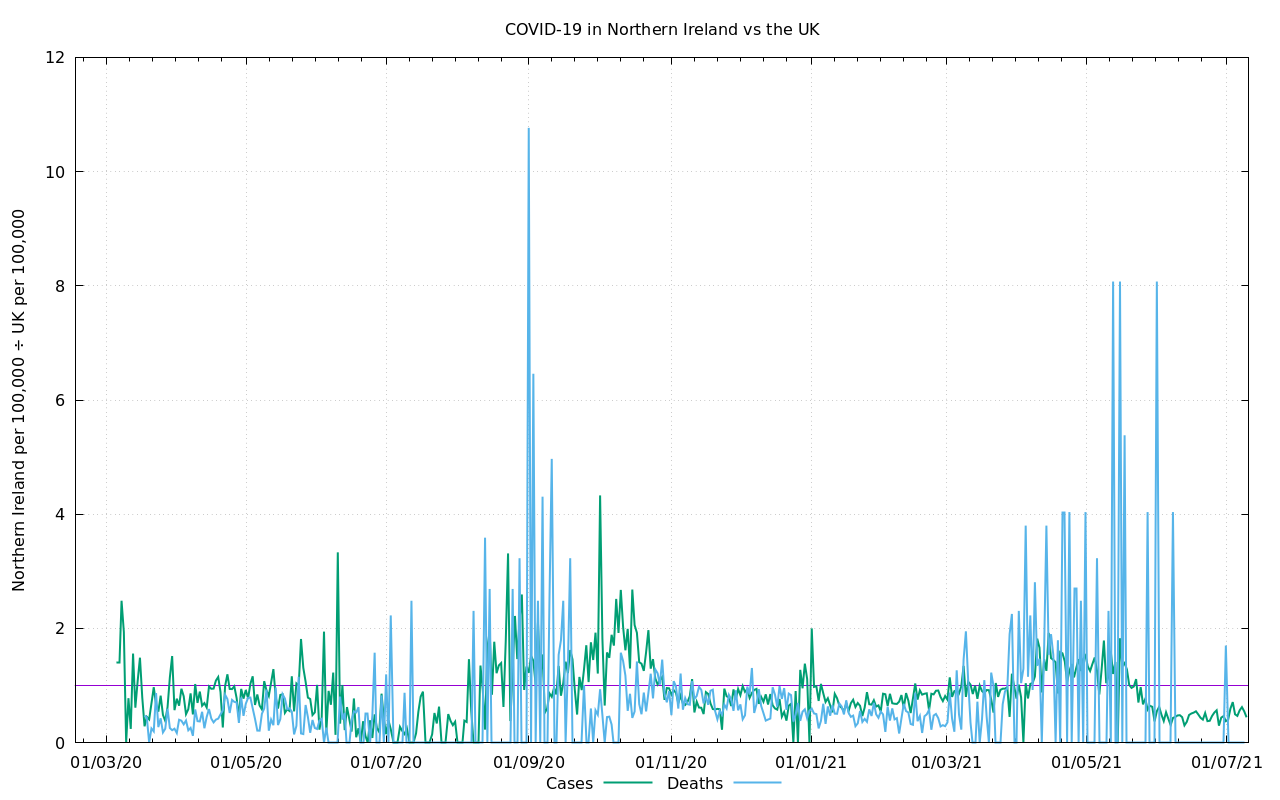 COVID-19 in Northern Ireland vs the UK
Northern Ireland per 100,000 ÷ UK per 100,000
12
10
8
6
4
2
0
01/03/20 01/05/20 01/07/20 01/09/20 01/11/20 01/01/21 01/03/21 01/05/21 01/07/21
Cases Deaths